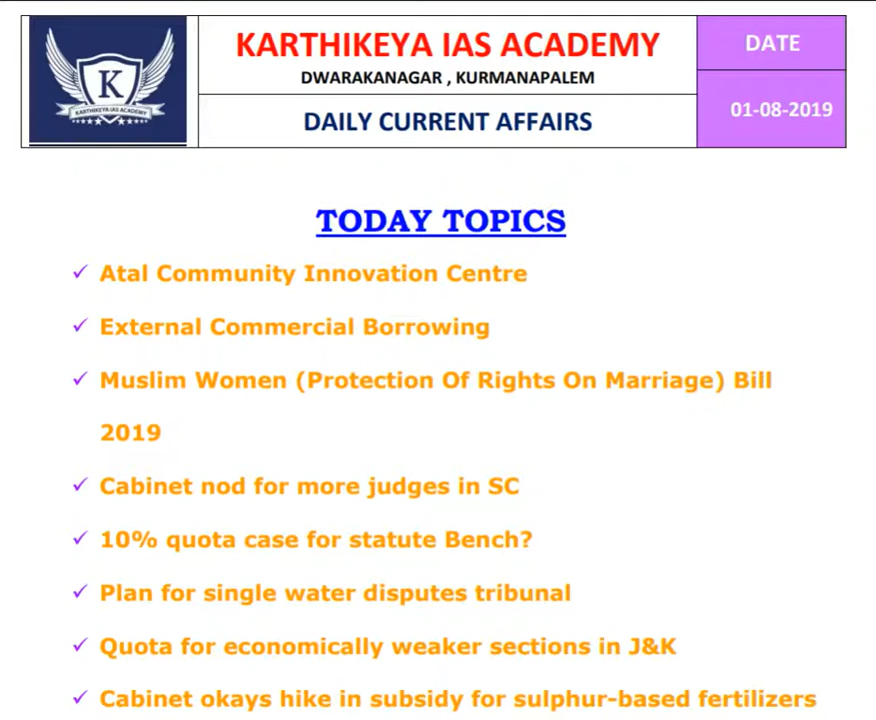 K
KARTHIKEYA IAS ACADEMY
KARTHIKEYA IAS ACADEMY
DWARAKANAGAR , KURMANAPALEM
DAILY CURRENT AFFAIRS
DATE
01-08-2019
TODAY TOPICS
✓ Atal Community Innovation Centre
✓ External Commercial Borrowing
✓ Muslim Women (Protection Of Rights On Marriage) Bill
2019
✓ Cabinet nod for more judges in SC
✓ 10% quota case for statute Bench?
✓ Plan for single water disputes tribunal
✓ Quota for economically weaker sections in J&K
✓ Cabinet okays hike in subsidy for sulphur-based fertilizers